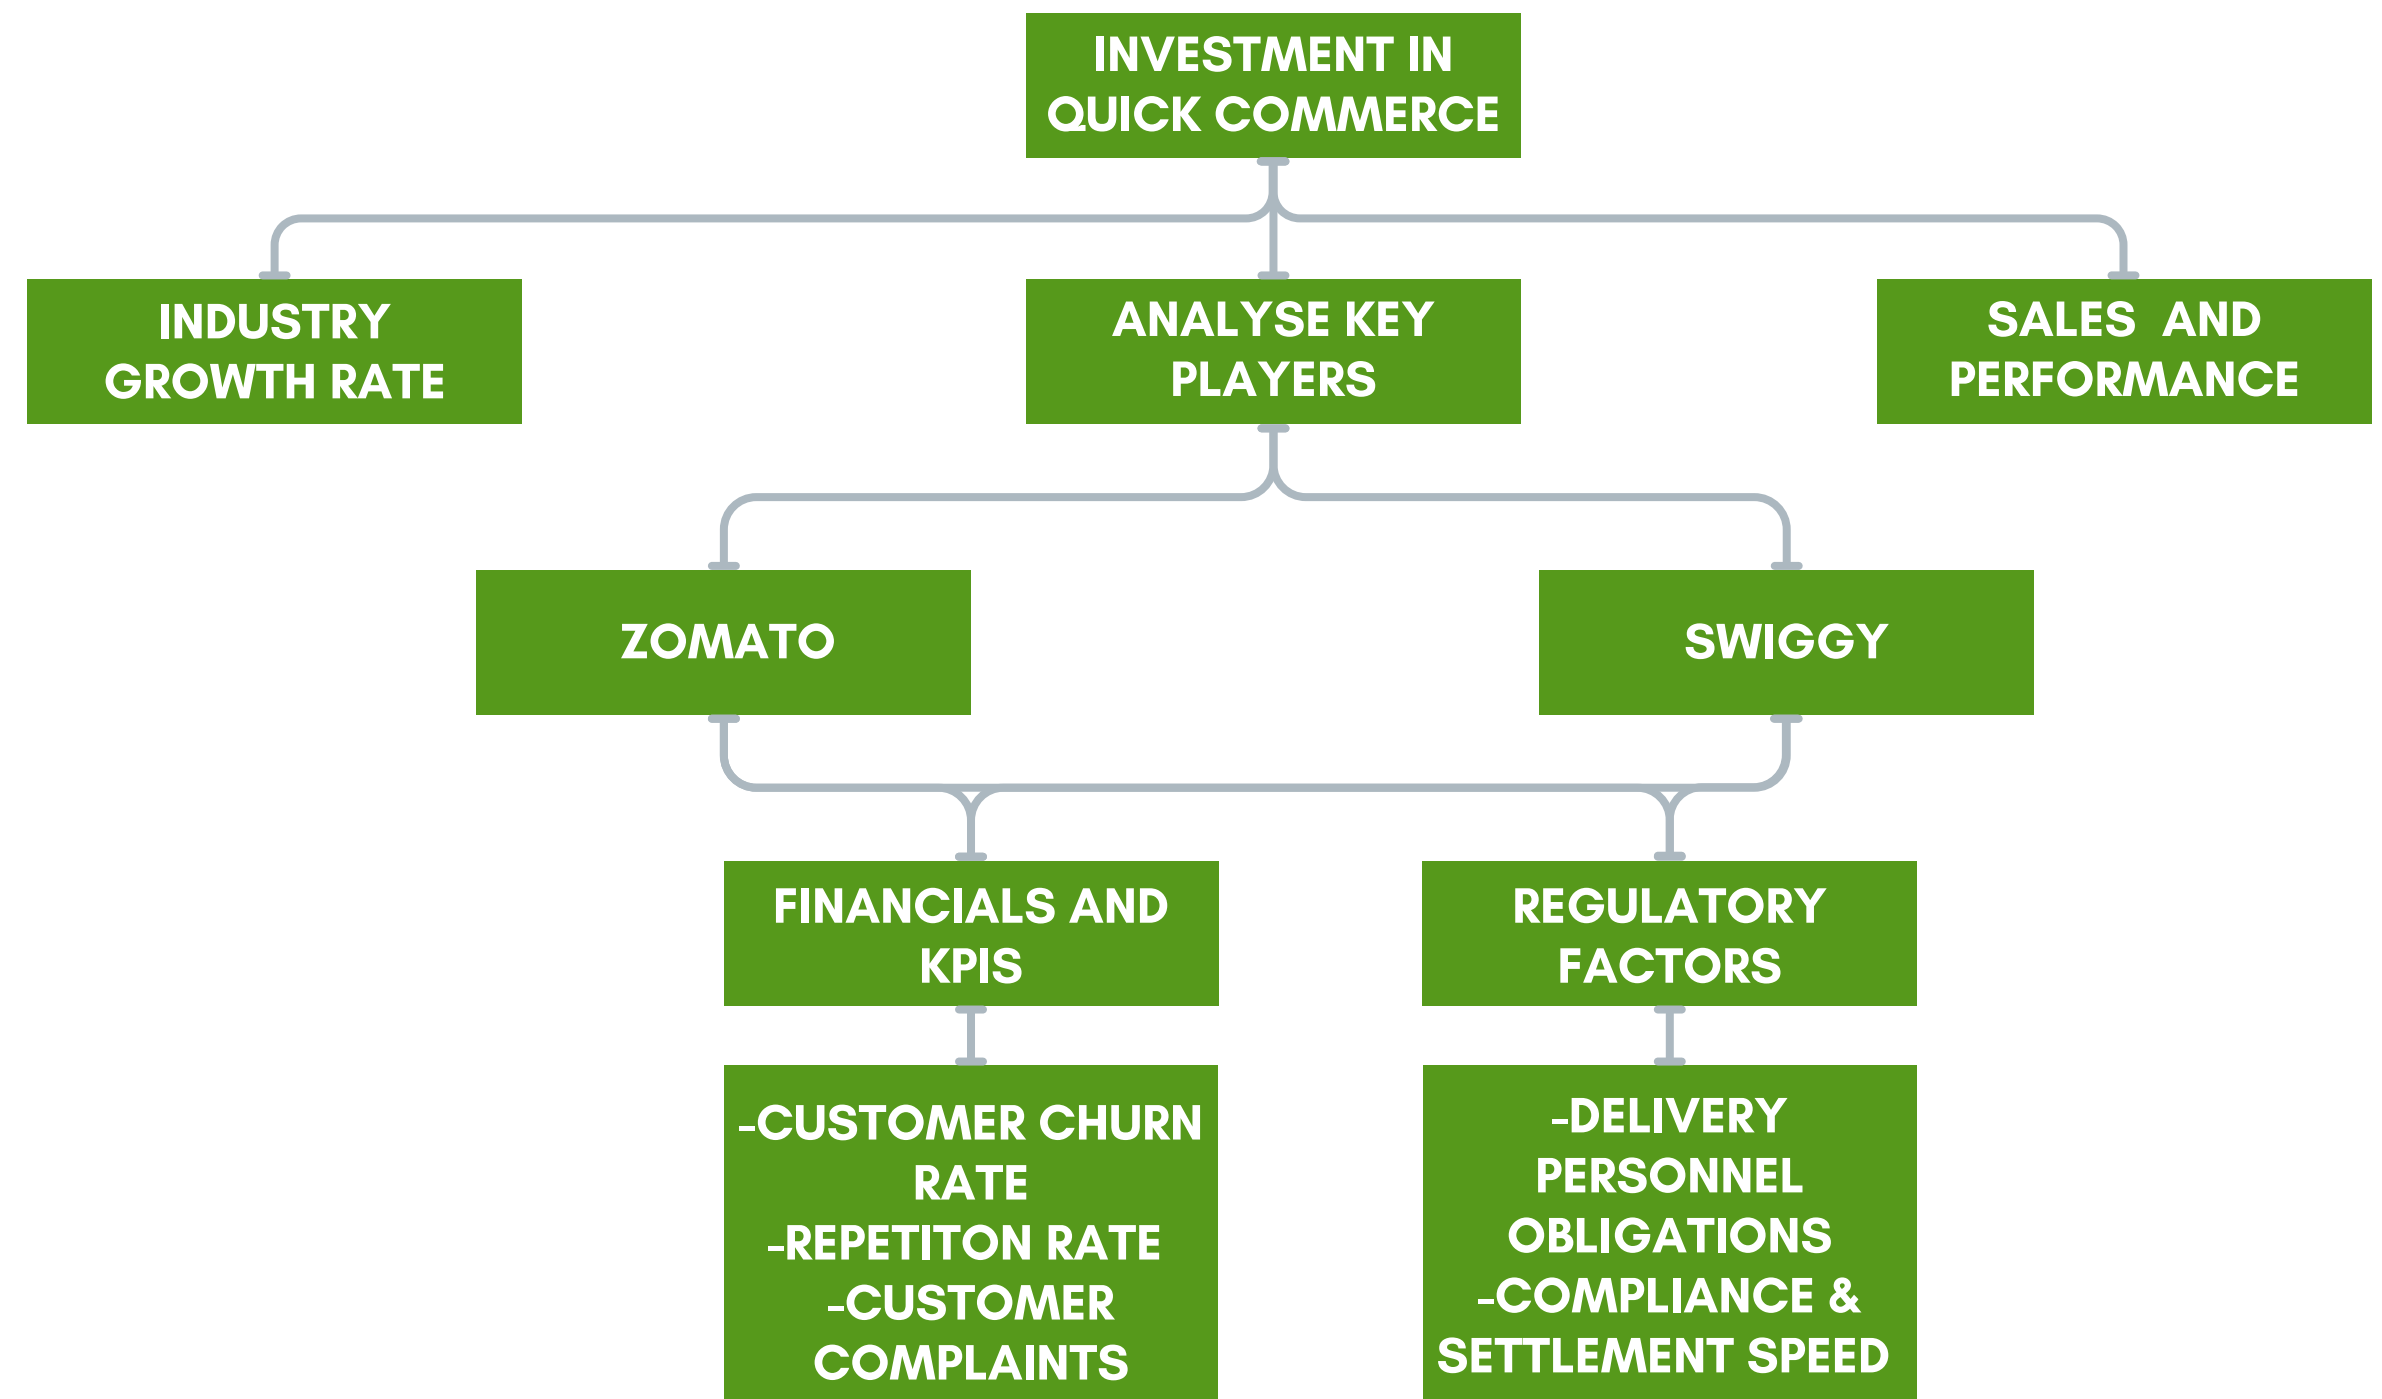 INVESTMENT IN
QUICK COMMERCE
INDUSTRY
GROWTH RATE
ANALYSE KEY
PLAYERS
SALES AND
PERFORMANCE
ZOMATO
SWIGGY
FINANCIALS AND
KPIS
REGULATORY
FACTORS
-CUSTOMER CHURN
RATE
-REPETITON RATE
-CUSTOMER
COMPLAINTS
-DELIVERY
PERSONNEL
OBLIGATIONS
-COMPLIANCE &
SETTLEMENT SPEED